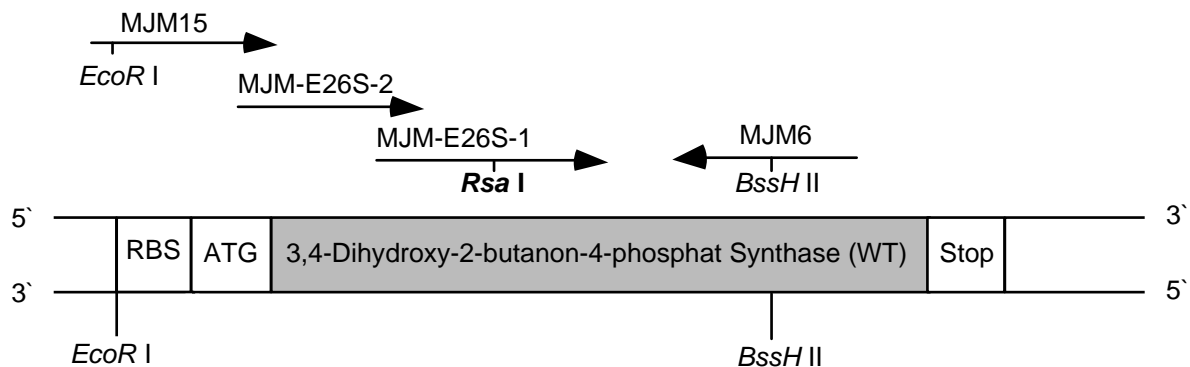 MJM15
EcoR I
MJM-E26S-2
MJM-E26S-1
Rsa I
MJM6
BssH II
5` 3`
RBS ATG 3,4-Dihydroxy-2-butanon-4-phosphat Synthase (WT) Stop
3` 5`
EcoR I BssH II